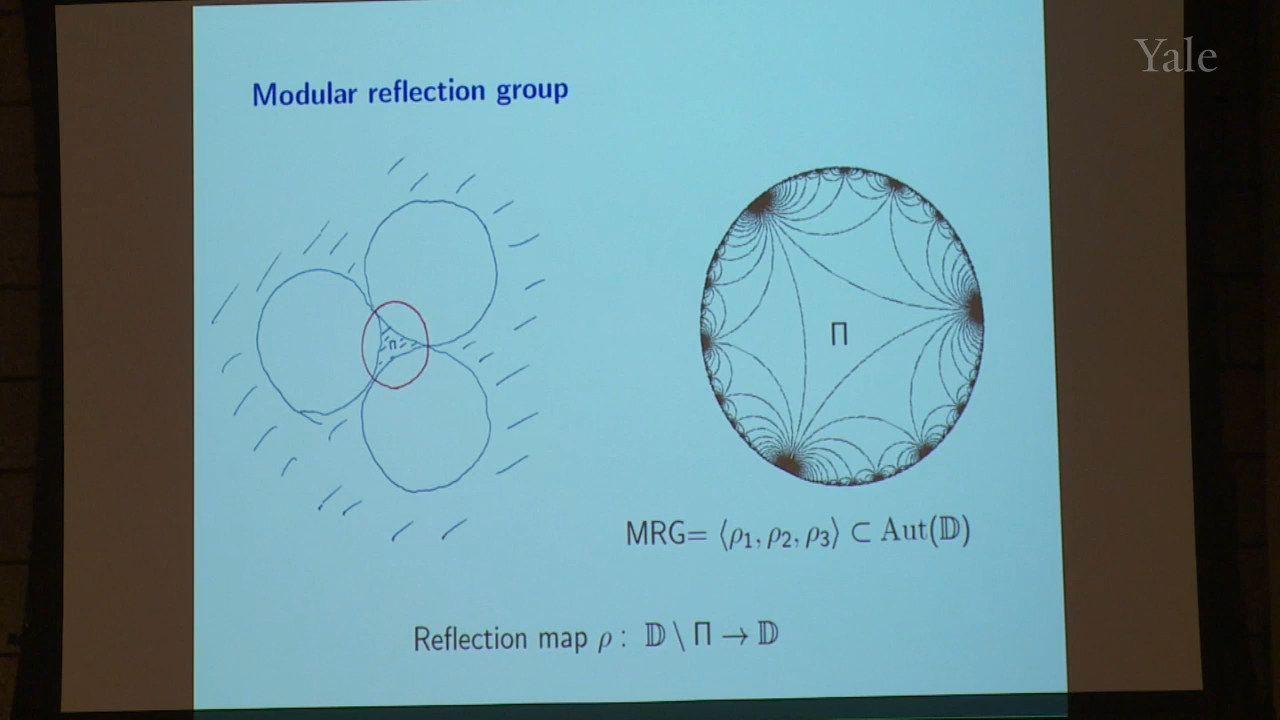 Yale
Modular reflection group
Π
Π
MRG= ⟨ρ₁, ρ₂, ρ₃⟩ ⊂ Aut(𝔻)
Reflection map ρ : 𝔻 \ Π → 𝔻